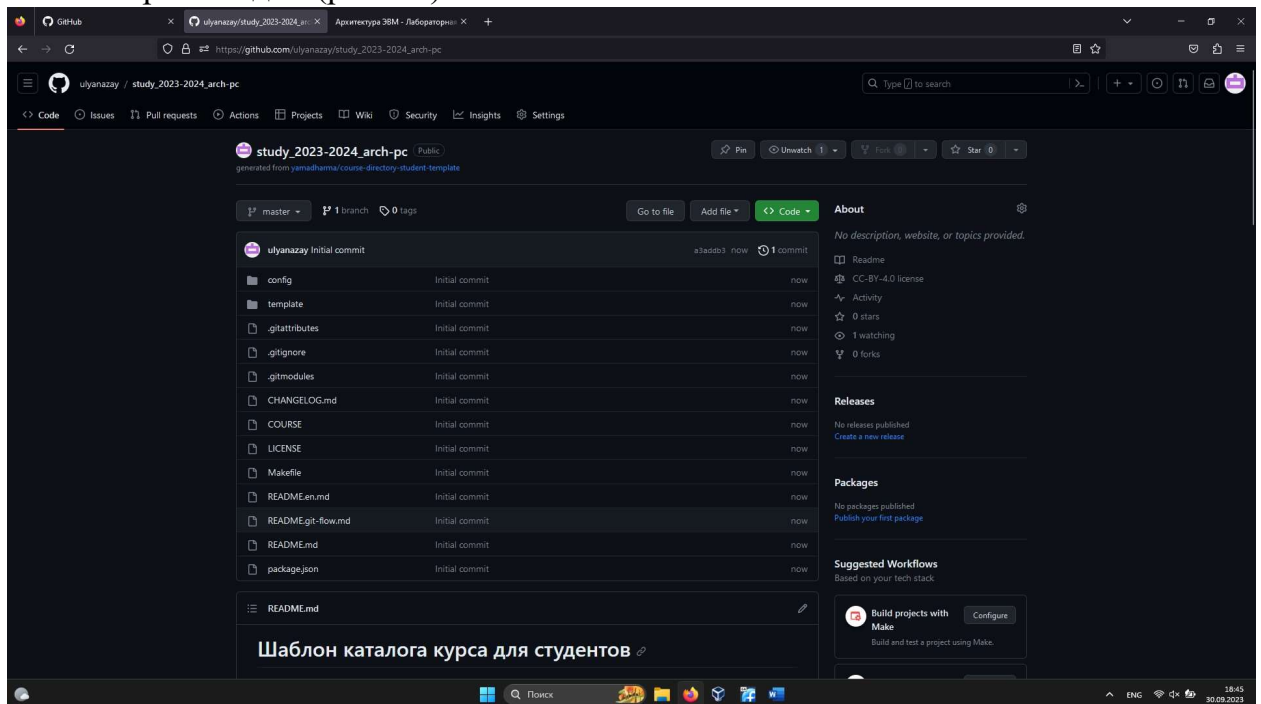 GitHub
ulyanazay/study_2023-2024_arc
Архитектура ЭВМ - Лабораторная
https://github.com/ulyanazay/study_2023-2024_arch-pc
ulyanazay / study_2023-2024_arch-pc
Type / to search
Code Issues Pull requests Actions Projects Wiki Security Insights Settings
study_2023-2024_arch-pc Public
Pin Unwatch 1 Fork 0 Star 0
generated from yamadharma/course-directory-student-template
master 1 branch 0 tags Go to file Add file Code
About
No description, website, or topics provided.
ulyanazay Initial commit a3addb3 now 1 commit
config Initial commit now
template Initial commit now
.gitattributes Initial commit now
.gitignore Initial commit now
.gitmodules Initial commit now
CHANGELOG.md Initial commit now
COURSE Initial commit now
LICENSE Initial commit now
Makefile Initial commit now
README.en.md Initial commit now
README.git-flow.md Initial commit now
README.md Initial commit now
package.json Initial commit now
Readme
CC-BY-4.0 license
Activity
0 stars
1 watching
0 forks
Releases
No releases published
Create a new release
Packages
No packages published
Publish your first package
Suggested Workflows
Based on your tech stack
Build projects with Make Configure
Build and test a project using Make.
README.md
Шаблон каталога курса для студентов
Поиск
ENG
18:45
30.09.2023